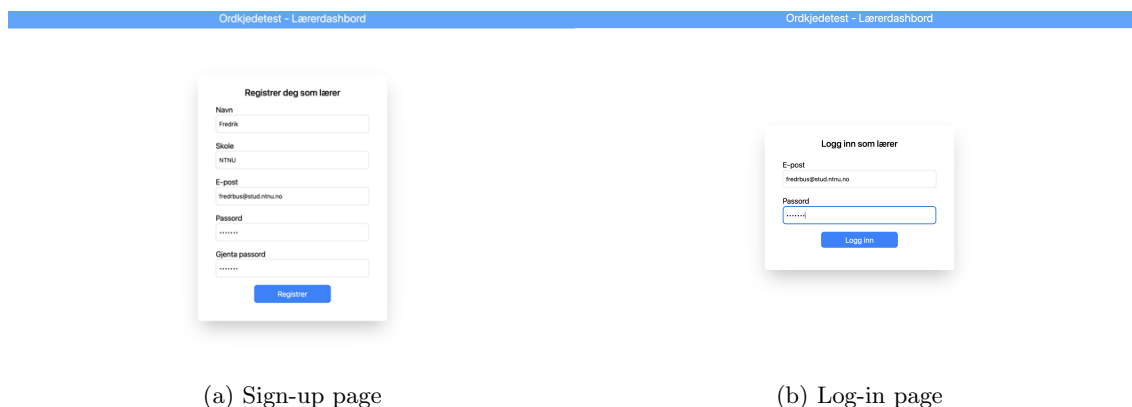 Ordkjedetest - Lærerdashbord
Registrer deg som lærer
Navn
Fredrik
Skole
NTNU
E-post
fredrbus@stud.ntnu.no
Passord
•••••••
Gjenta passord
•••••••
Registrer
(a) Sign-up page
Ordkjedetest - Lærerdashbord
Logg inn som lærer
E-post
fredrbus@stud.ntnu.no
Passord
•••••••
Logg inn
(b) Log-in page